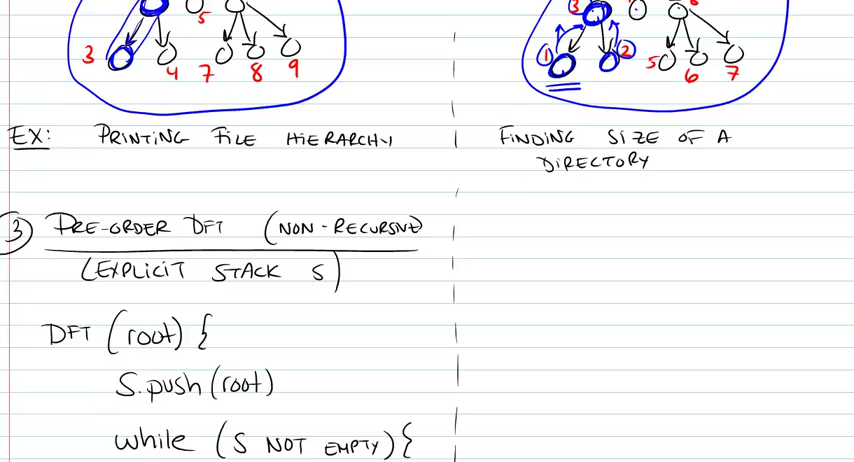 5
3
4
7
8
9
3
1
2
5
6
7
EX: PRINTING FILE HIERARCHY
FINDING SIZE OF A
DIRECTORY
3 PRE-ORDER DFT (NON-RECURSIVE)
(EXPLICIT STACK S)
DFT (root) {
S.push(root)
while (S NOT EMPTY) {